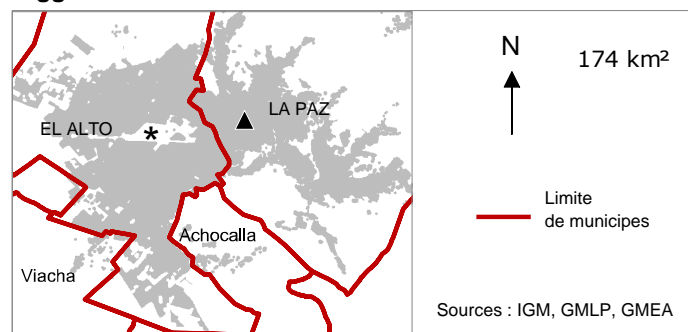 N
174 km²
LA PAZ
EL ALTO
*
Achocalla
Viacha
Limite
de municipes
Sources : IGM, GMLP, GMEA